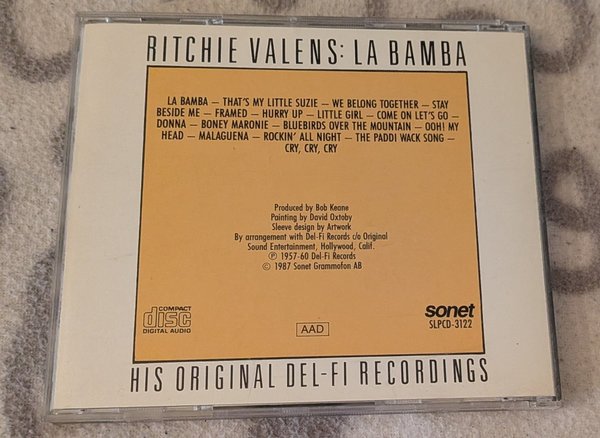 RITCHIE VALENS: LA BAMBA
LA BAMBA – THAT'S MY LITTLE SUZIE – WE BELONG TOGETHER – STAY
BESIDE ME – FRAMED – HURRY UP – LITTLE GIRL – COME ON LET'S GO –
DONNA – BONEY MARONIE – BLUEBIRDS OVER THE MOUNTAIN – OOH! MY
HEAD – MALAGUENA – ROCKIN' ALL NIGHT – THE PADDI WACK SONG –
CRY, CRY, CRY
Produced by Bob Keane
Painting by David Oxtoby
Sleeve design by Artwork
By arrangement with Del-Fi Records c/o Original
Sound Entertainment, Hollywood, Calif.
℗ 1957-60 Del-Fi Records
© 1987 Sonet Grammofon AB
COMPACT
disc
DIGITAL AUDIO
AAD
sonet
SLPCD-3122
HIS ORIGINAL DEL-FI RECORDINGS